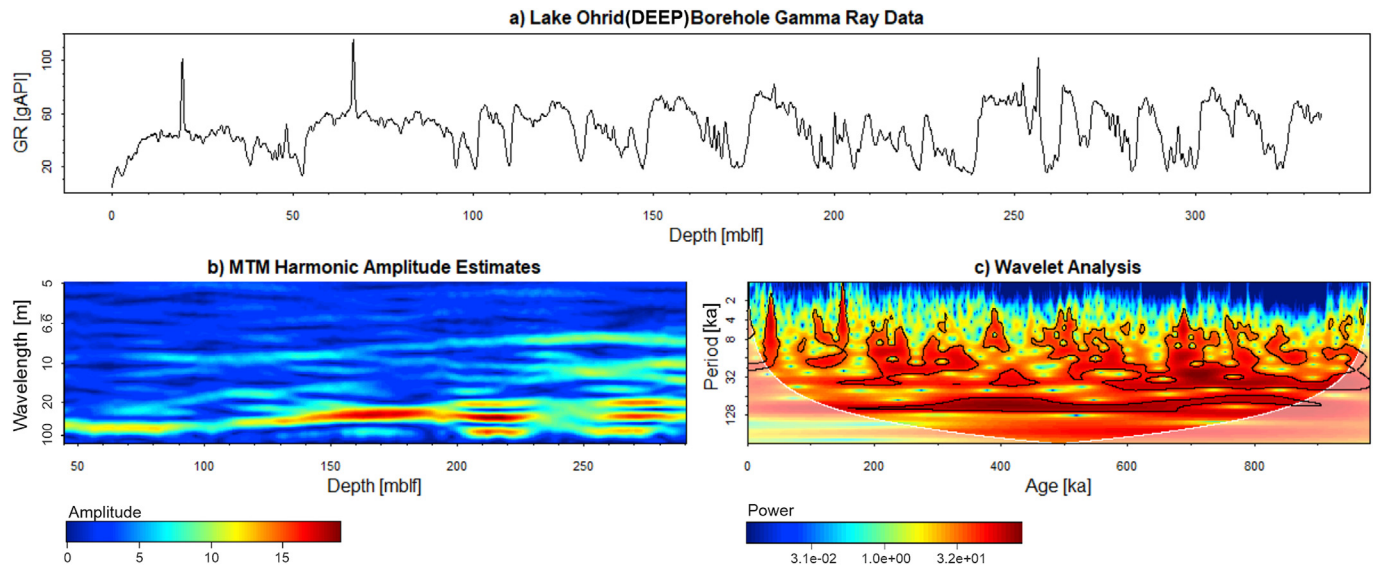 a) Lake Ohrid(DEEP)Borehole Gamma Ray Data
GR [gAPI]
100
60
20
0 50 100 150 200 250 300
Depth [mblf]
b) MTM Harmonic Amplitude Estimates
Wavelength [m]
5
6.6
10
20
100
50 100 150 200 250
Depth [mblf]
Amplitude
0 5 10 15
c) Wavelet Analysis
Period [ka]
2
4
8
32
128
0 200 400 600 800
Age [ka]
Power
3.1e-02 1.0e+00 3.2e+01